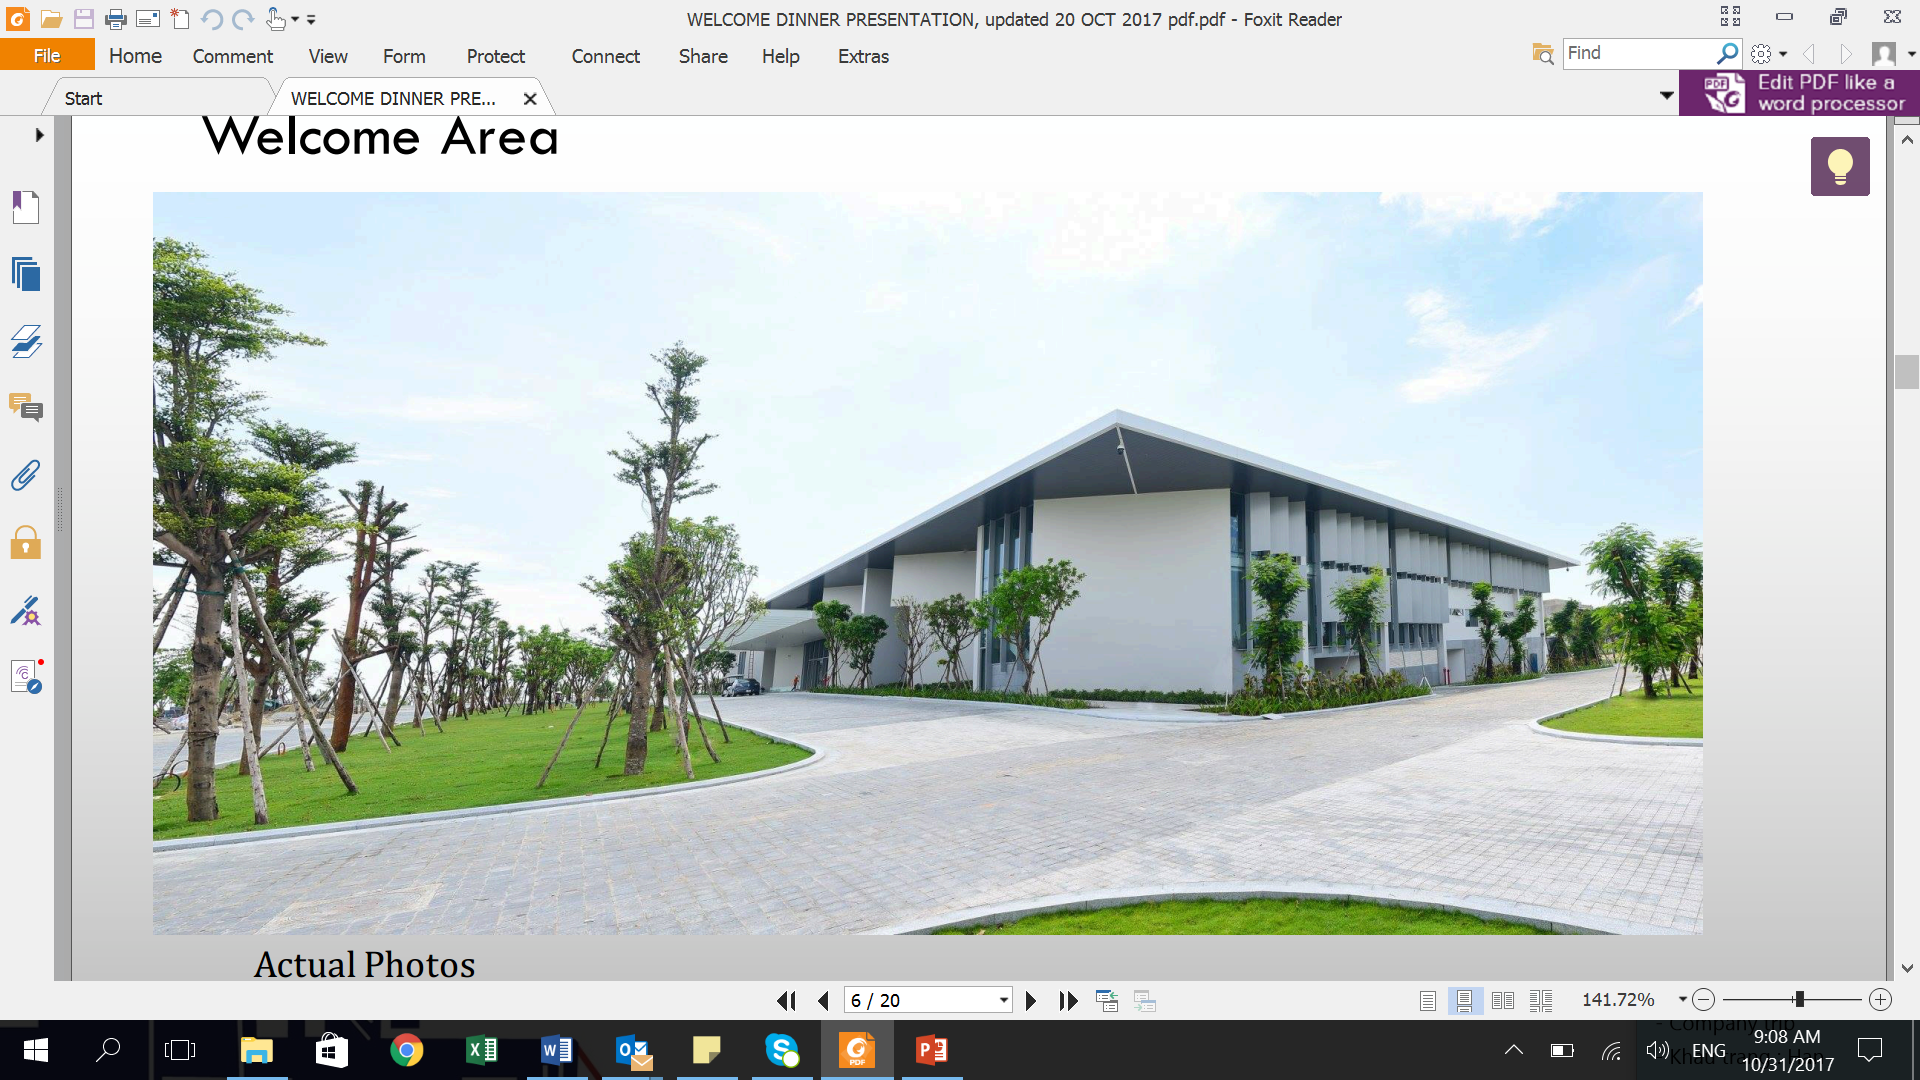 WELCOME DINNER PRESENTATION, updated 20 OCT 2017 pdf.pdf - Foxit Reader
File Home Comment View Form Protect Connect Share Help Extras
Find
Start
WELCOME DINNER PRE...
Edit PDF like a
word processor
Welcome Area
Actual Photos
6 / 20
141.72%
- Company trip
9:08 AM
ENG
10/31/2017